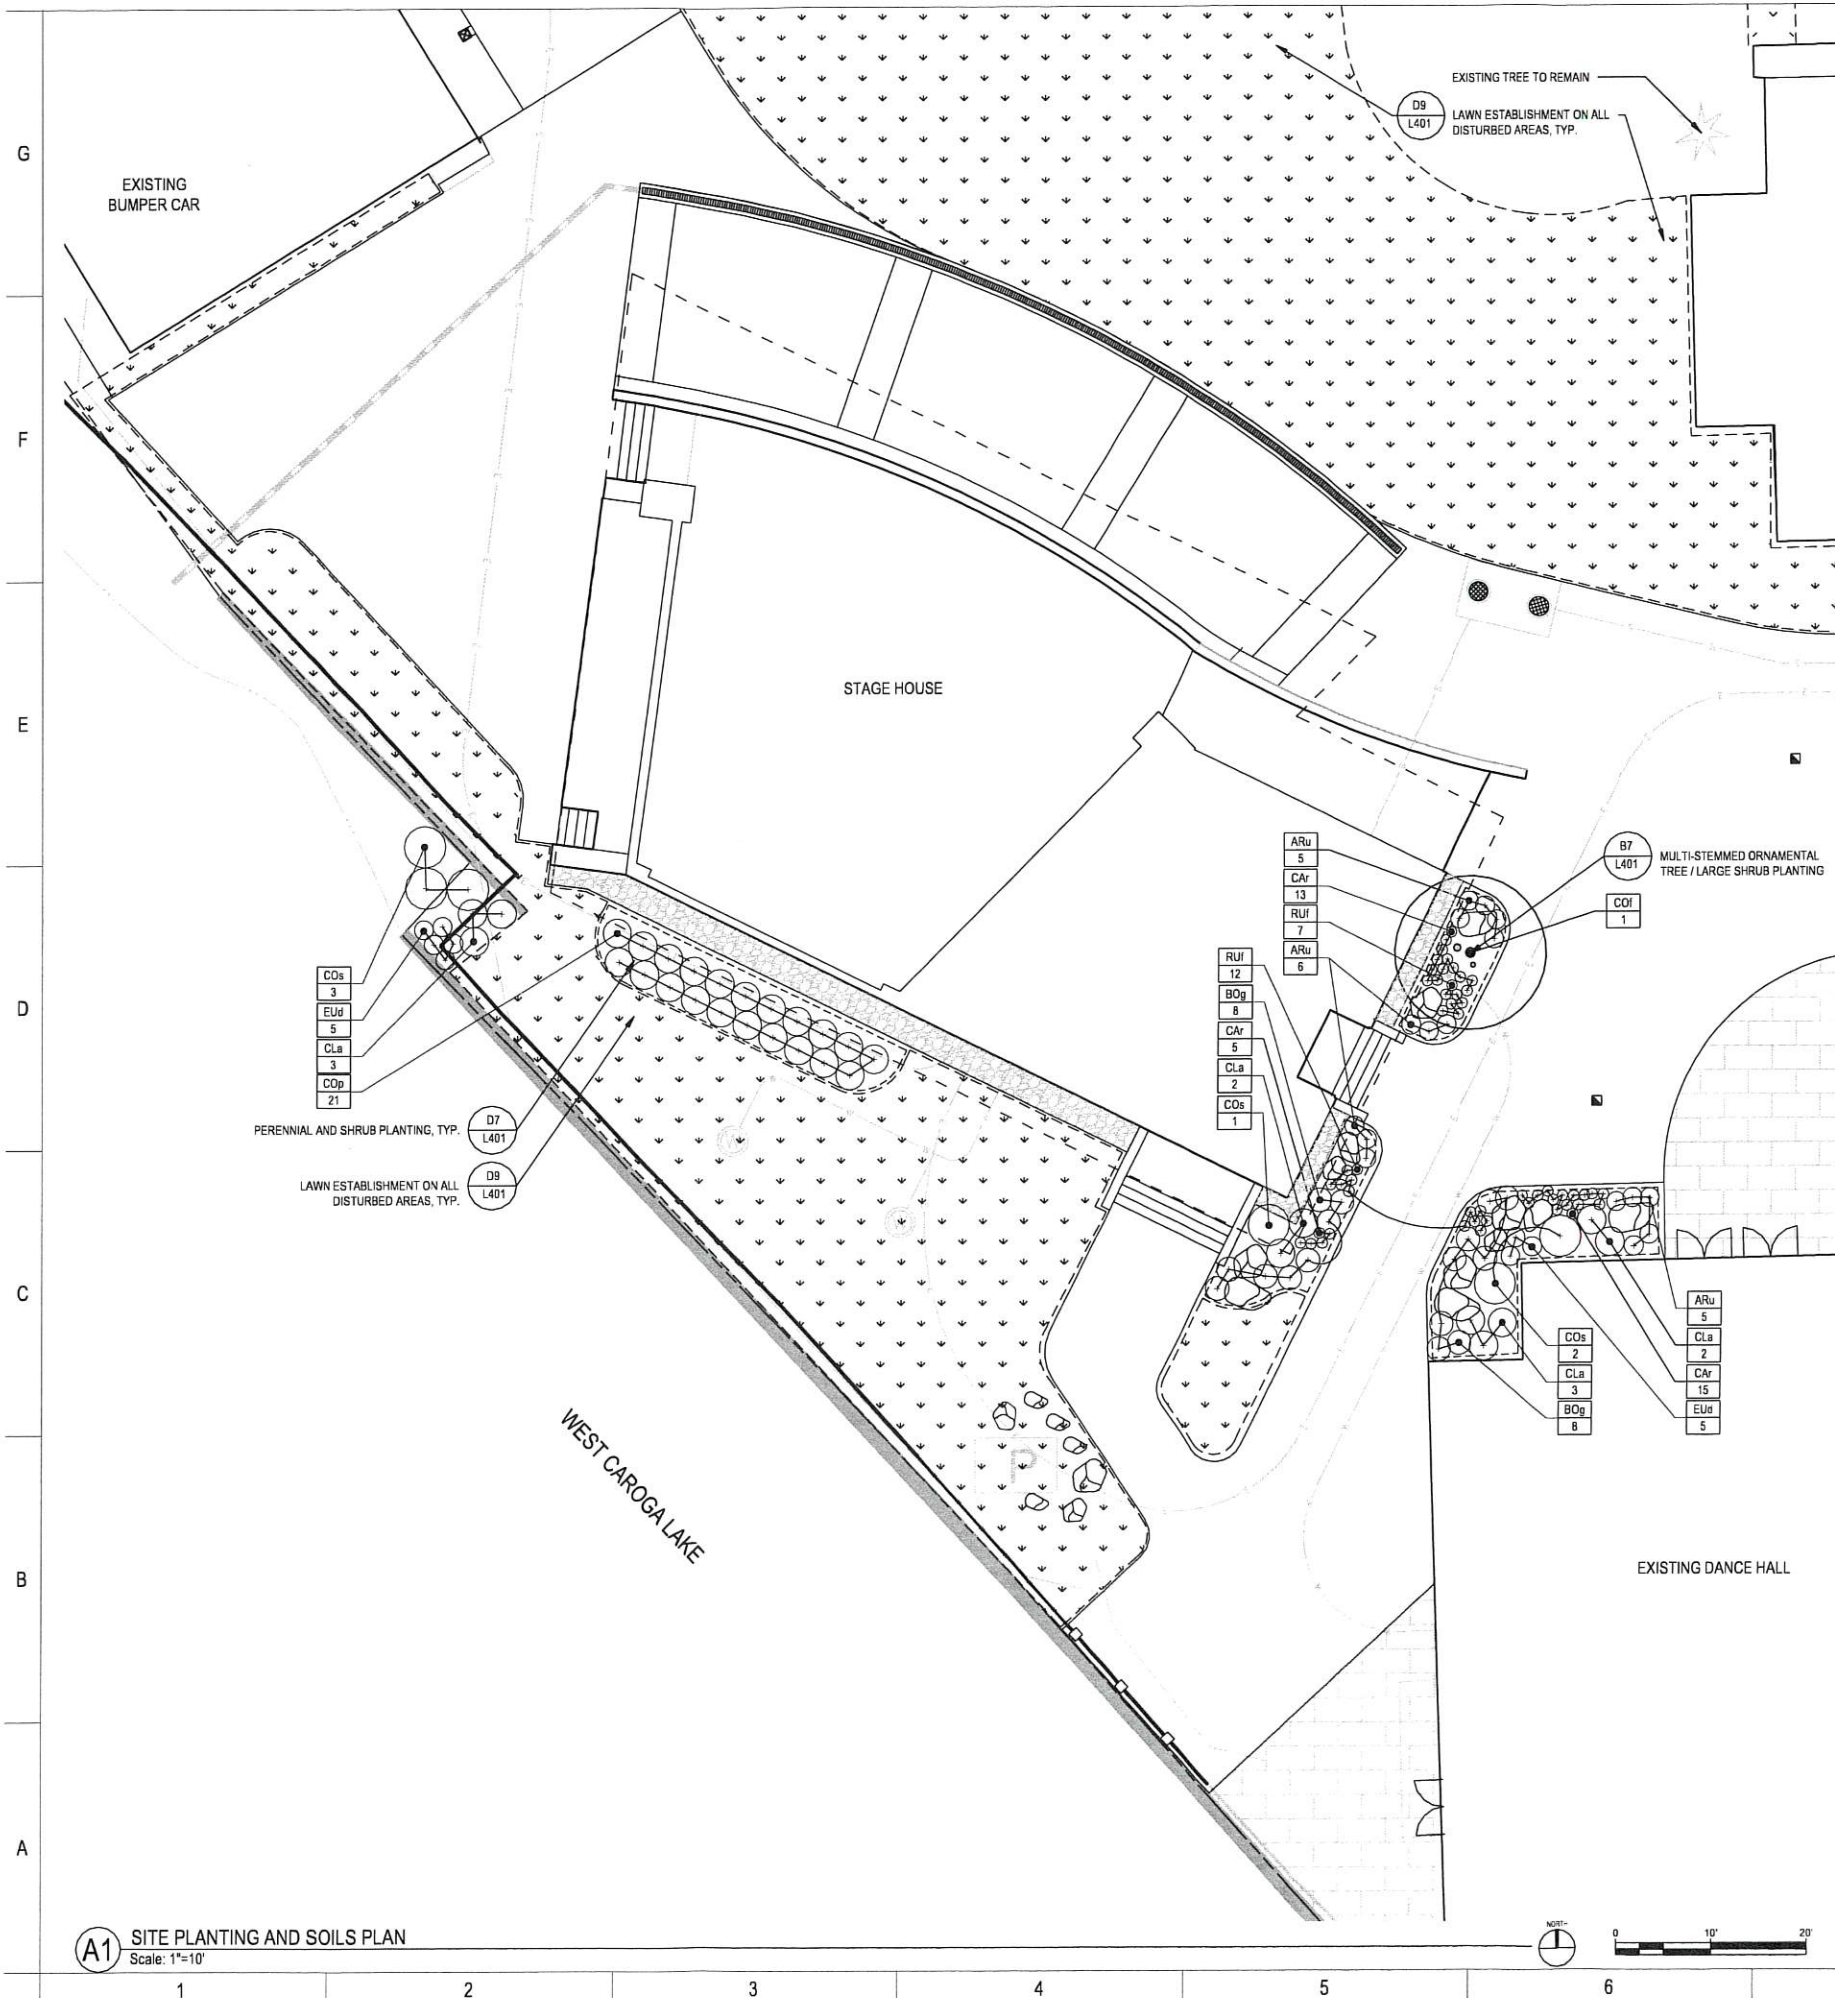 G
F
E
D
C
B
A
EXISTING
BUMPER CAR
EXISTING TREE TO REMAIN
D9
L401
LAWN ESTABLISHMENT ON ALL
DISTURBED AREAS, TYP.
STAGE HOUSE
ARu
5
CAr
13
RUf
7
ARu
6
B7
L401
MULTI-STEMMED ORNAMENTAL
TREE / LARGE SHRUB PLANTING
COf
1
RUf
12
BOg
8
CAr
5
CLa
2
COs
1
COs
3
EUd
5
CLa
3
COp
21
PERENNIAL AND SHRUB PLANTING, TYP.
D7
L401
LAWN ESTABLISHMENT ON ALL
DISTURBED AREAS, TYP.
D9
L401
COs
2
CLa
3
BOg
8
ARu
5
CLa
2
CAr
15
EUd
5
WEST CAROGA LAKE
P
EXISTING DANCE HALL
A1
SITE PLANTING AND SOILS PLAN
Scale: 1"=10'
0 10' 20'
1 2 3 4 5 6